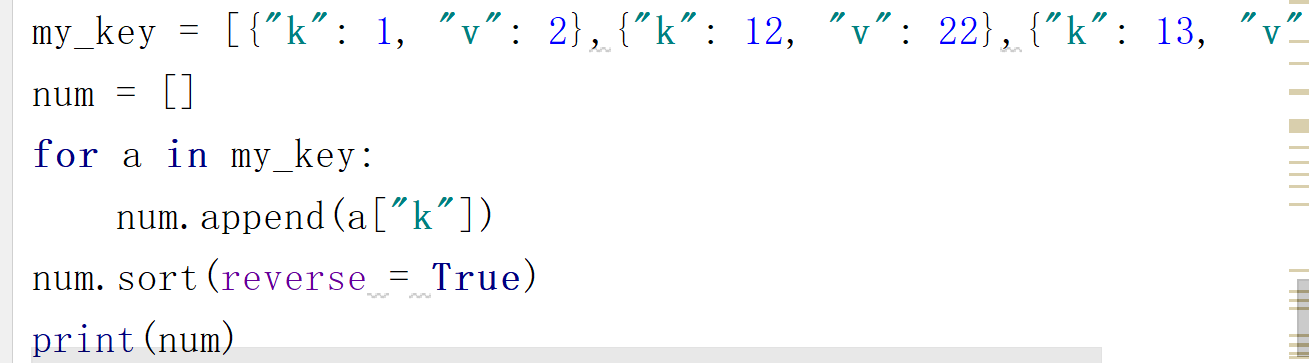 my_key = [{"k": 1, "v": 2},{"k": 12, "v": 22},{"k": 13, "v"
num = []
for a in my_key:
    num.append(a["k"])
num.sort(reverse = True)
print(num)